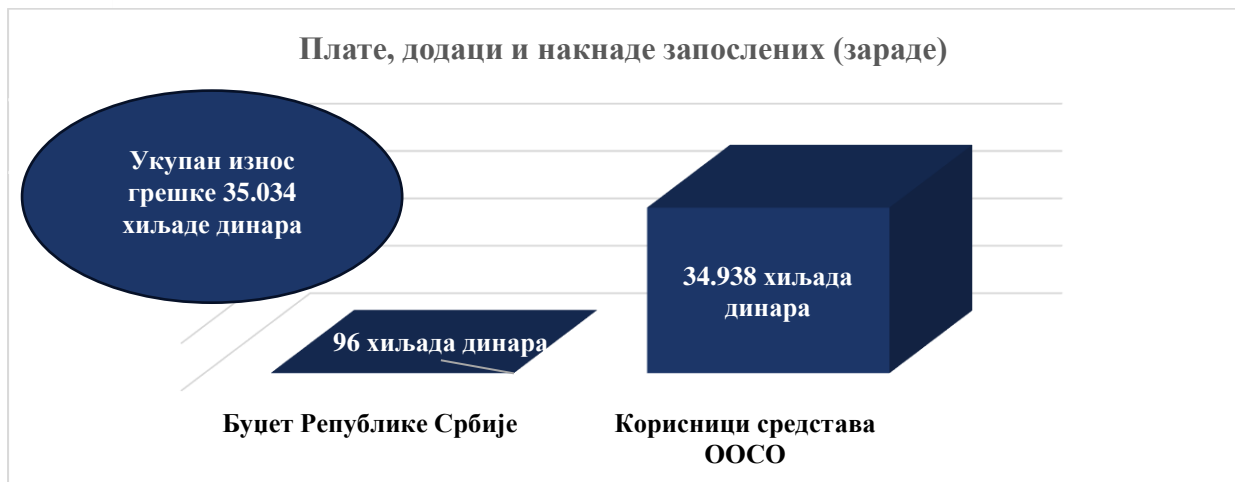 Плате, додаци и накнаде запослених (зараде)
Укупан износ
грешке 35.034
хиљаде динара
34.938 хиљада
динара
96 хиљада динара
Буџет Републике Србије
Корисници средстава
ООСО